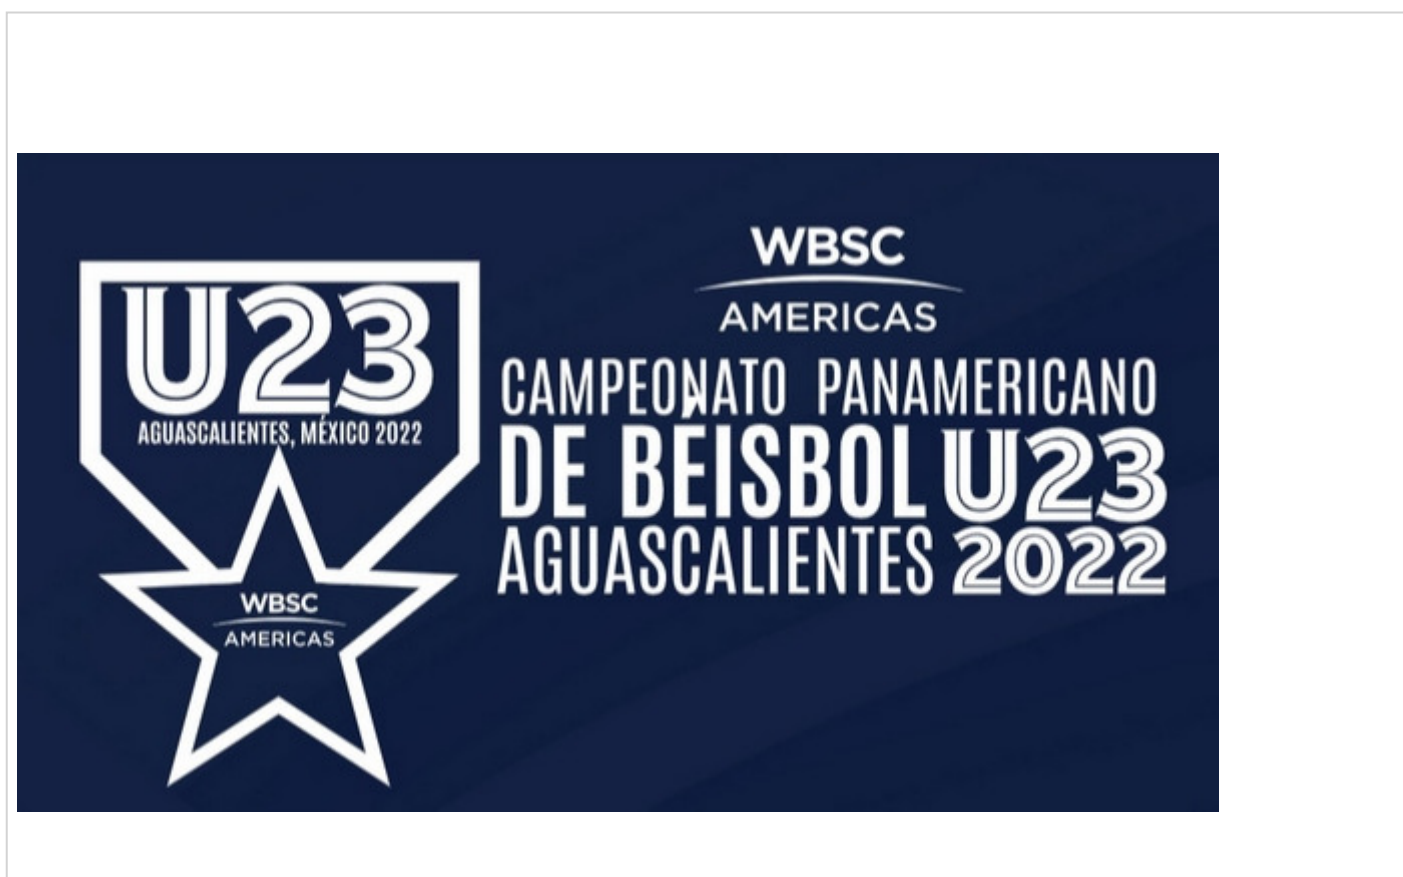 U23
AGUASCALIENTES, MÉXICO 2022
WBSC
AMERICAS
WBSC
AMERICAS
CAMPEONATO PANAMERICANO
DE BÉISBOL U23
AGUASCALIENTES 2022